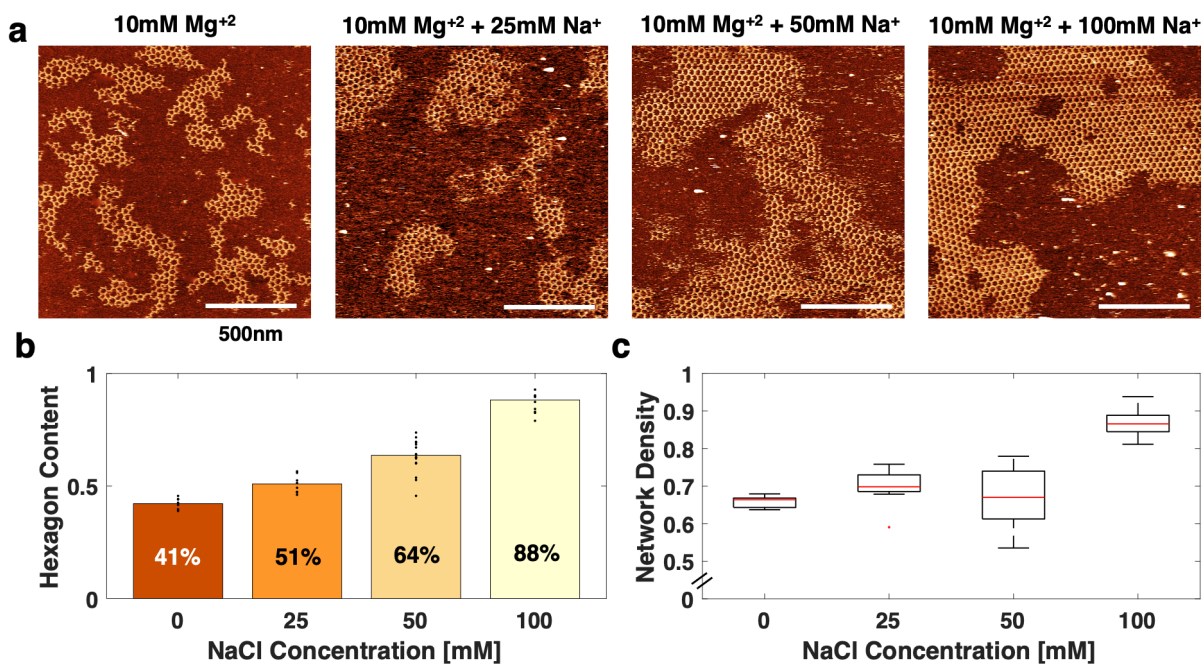 a
10mM Mg⁺² 10mM Mg⁺² + 25mM Na⁺ 10mM Mg⁺² + 50mM Na⁺ 10mM Mg⁺² + 100mM Na⁺
500nm
b
Hexagon Content
1
0.5
0
41% 51% 64% 88%
0 25 50 100
NaCl Concentration [mM]
c
Network Density
1
0.9
0.8
0.7
0.6
0.5
0
0 25 50 100
NaCl Concentration [mM]